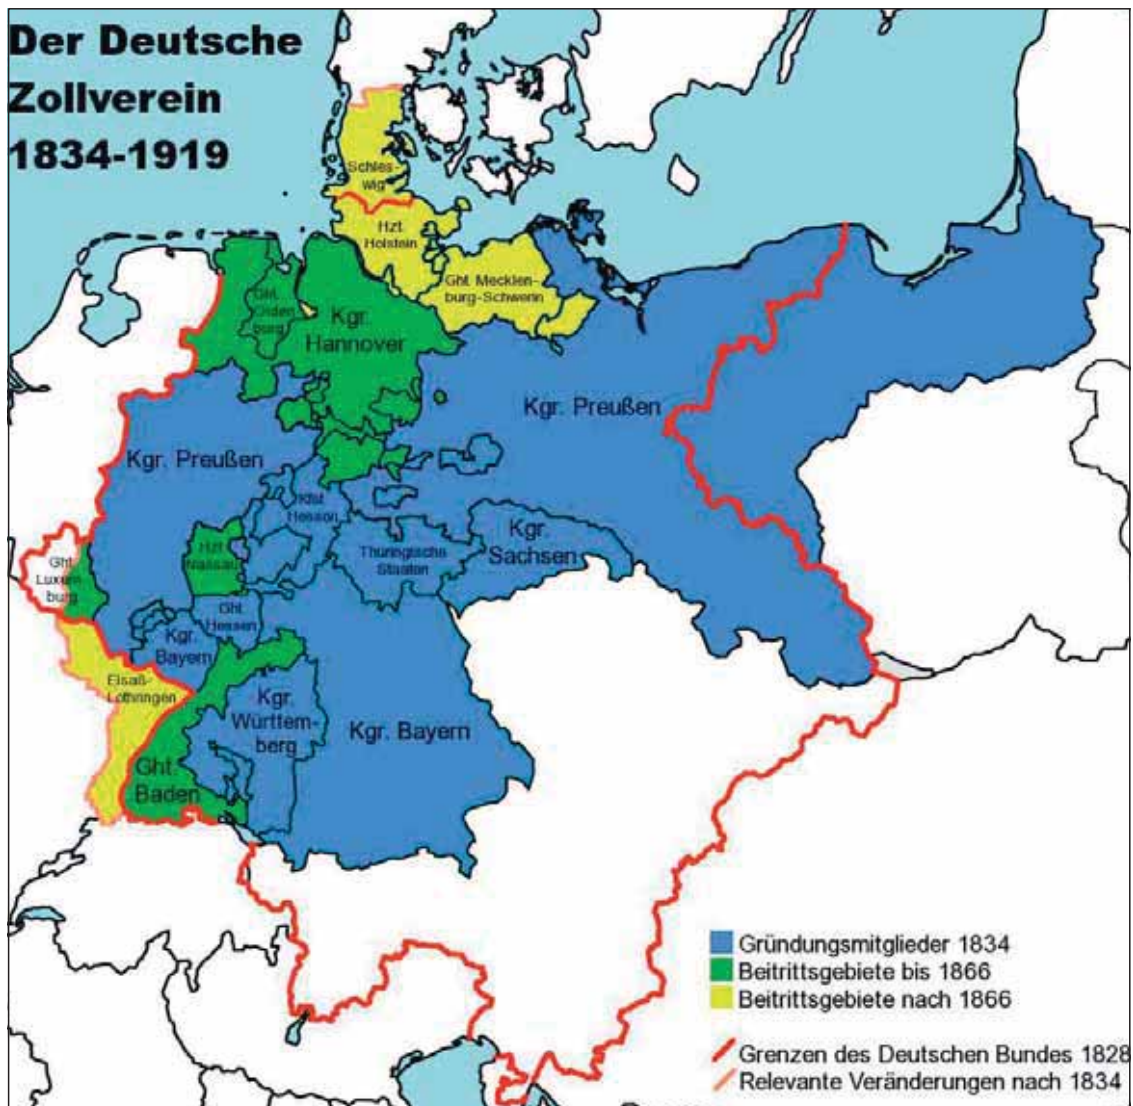 Der Deutsche
Zollverein
1834-1919
Schles-
wig
Hzt.
Holstein
Ght. Mecklen-
burg-Schwerin
Ght.
Olden
burg
Kgr.
Hannover
Kgr. Preußen
Kgr. Preußen
Kfst.
Hessen
Kgr.
Sachsen
Thüringische
Staaten
Hzt.
Nassau
Ght.
Luxem
burg
Ght.
Hessen
Kgr.
Bayern
Elsaß-
Lothringen
Kgr.
Württem-
berg
Kgr. Bayern
Ght.
Baden
Gründungsmitglieder 1834
Beitrittsgebiete bis 1866
Beitrittsgebiete nach 1866
Grenzen des Deutschen Bundes 1828
Relevante Veränderungen nach 1834